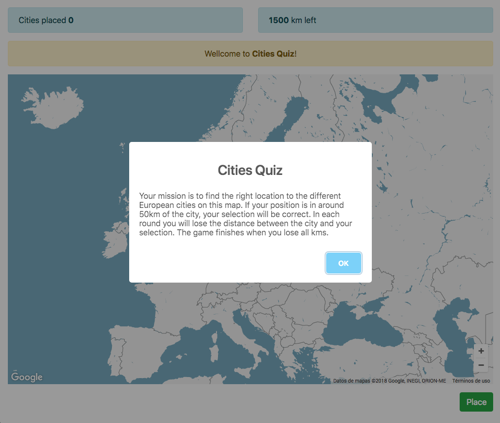 Cities placed 0
1500 km left
Wellcome to Cities Quiz!
Cities Quiz
Your mission is to find the right location to the different
European cities on this map. If your position is in around
50km of the city, your selection will be correct. In each
round you will lose the distance between the city and your
selection. The game finishes when you lose all kms.
OK
+
−
Google
Datos de mapas ©2018 Google, INEGI, ORION-ME
Términos de uso
Place